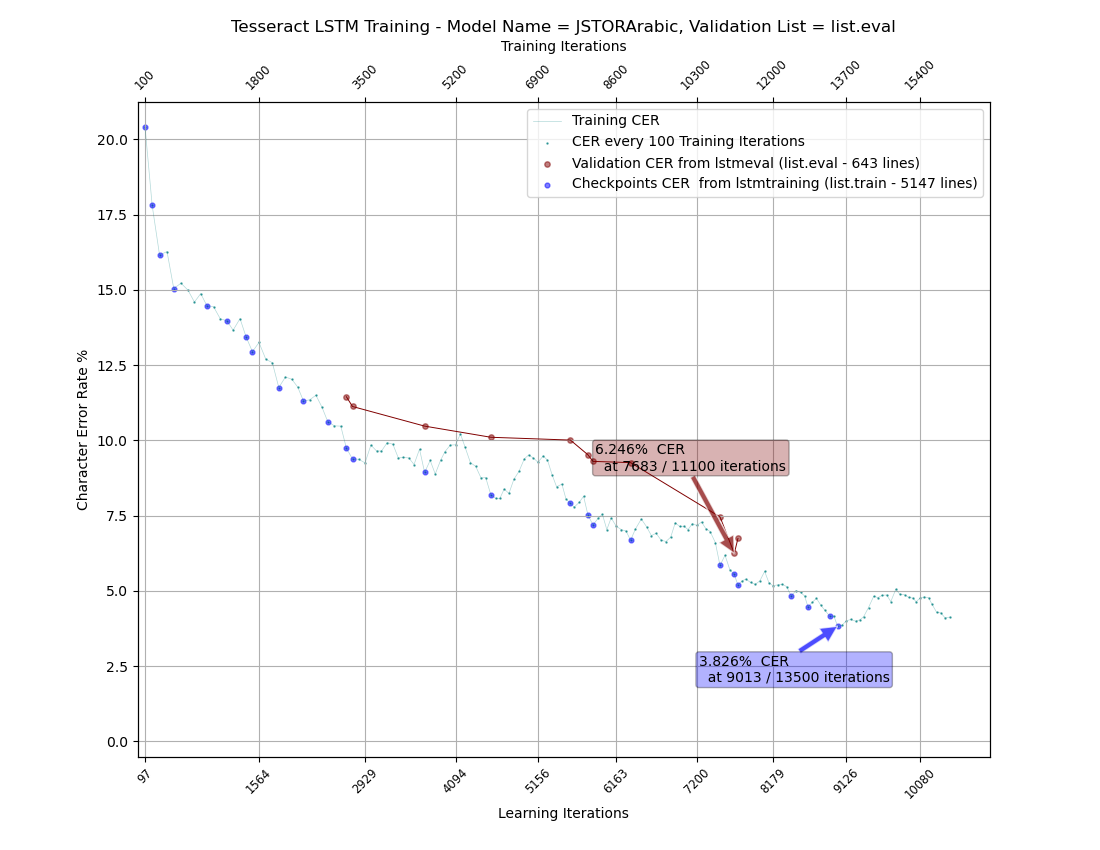 Tesseract LSTM Training - Model Name = JSTORArabic, Validation List = list.eval
Training Iterations
100 1800 3500 5200 6900 8600 10300 12000 13700 15400
Training CER
CER every 100 Training Iterations
Validation CER from lstmeval (list.eval - 643 lines)
Checkpoints CER  from lstmtraining (list.train - 5147 lines)
20.0
17.5
15.0
12.5
10.0
7.5
5.0
2.5
0.0
Character Error Rate %
6.246%  CER
at 7683 / 11100 iterations
3.826%  CER
at 9013 / 13500 iterations
97 1564 2929 4094 5156 6163 7200 8179 9126 10080
Learning Iterations